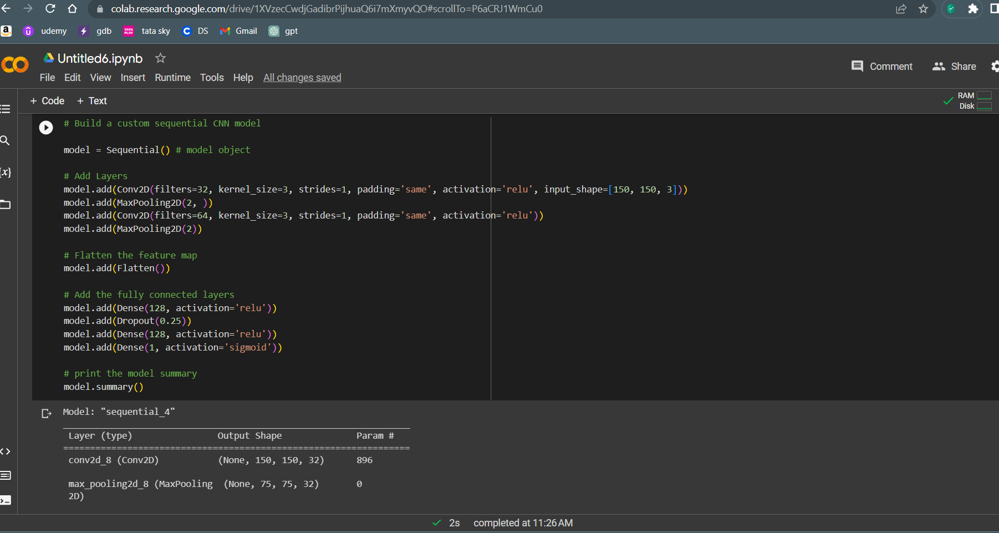 colab.research.google.com/drive/1XVzecCwdjGadibrPijhuaQ6i7mXmyvQO#scrollTo=P6aCRJ1WmCu0
a udemy gdb TATA PLAY tata sky C DS Gmail gpt
Untitled6.ipynb
Comment Share
File Edit View Insert Runtime Tools Help All changes saved
+ Code + Text
RAM
Disk
# Build a custom sequential CNN model
model = Sequential() # model object
{x}
# Add Layers
model.add(Conv2D(filters=32, kernel_size=3, strides=1, padding='same', activation='relu', input_shape=[150, 150, 3]))
model.add(MaxPooling2D(2, ))
model.add(Conv2D(filters=64, kernel_size=3, strides=1, padding='same', activation='relu'))
model.add(MaxPooling2D(2))
# Flatten the feature map
model.add(Flatten())
# Add the fully connected layers
model.add(Dense(128, activation='relu'))
model.add(Dropout(0.25))
model.add(Dense(128, activation='relu'))
model.add(Dense(1, activation='sigmoid'))
# print the model summary
model.summary()
Model: "sequential_4"
Layer (type) Output Shape Param #
=================================================================
conv2d_8 (Conv2D) (None, 150, 150, 32) 896
max_pooling2d_8 (MaxPooling (None, 75, 75, 32) 0
2D)
2s completed at 11:26 AM